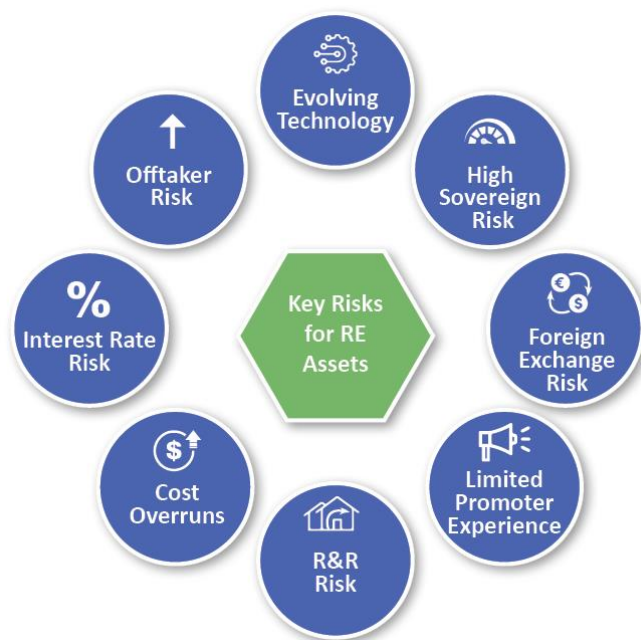 Evolving
Technology
High
Sovereign
Risk
€
$
Foreign
Exchange
Risk
Limited
Promoter
Experience
R&R
Risk
$
Cost
Overruns
%
Interest Rate
Risk
Offtaker
Risk
Key Risks
for RE
Assets